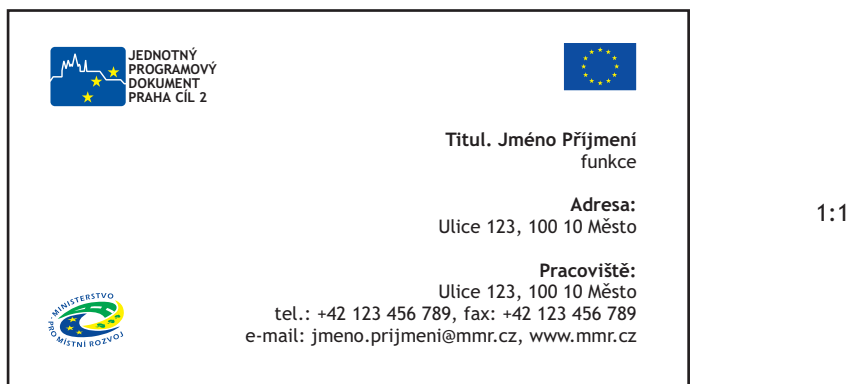 JEDNOTNÝ
PROGRAMOVÝ
DOKUMENT
PRAHA CÍL 2
Titul. Jméno Příjmení
funkce
Adresa:
Ulice 123, 100 10 Město
1:1
Pracoviště:
Ulice 123, 100 10 Město
tel.: +42 123 456 789, fax: +42 123 456 789
e-mail: jmeno.prijmeni@mmr.cz, www.mmr.cz
MINISTERSTVO
PRO MÍSTNÍ ROZVOJ